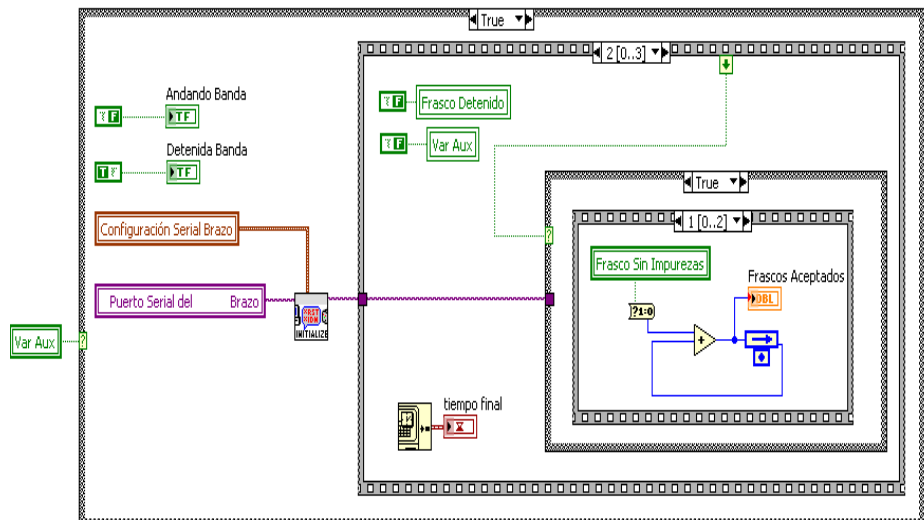 True
2 [0..3]
Andando Banda
F
TF
Frasco Detenido
F
F
Var Aux
Detenida Banda
T
TF
True
1 [0..2]
Configuración Serial Brazo
Frasco Sin Impurezas
Frascos Aceptados
DBL
Puerto Serial del Brazo
?1:0
INITIALIZE
Var Aux
?
?
+
tiempo final